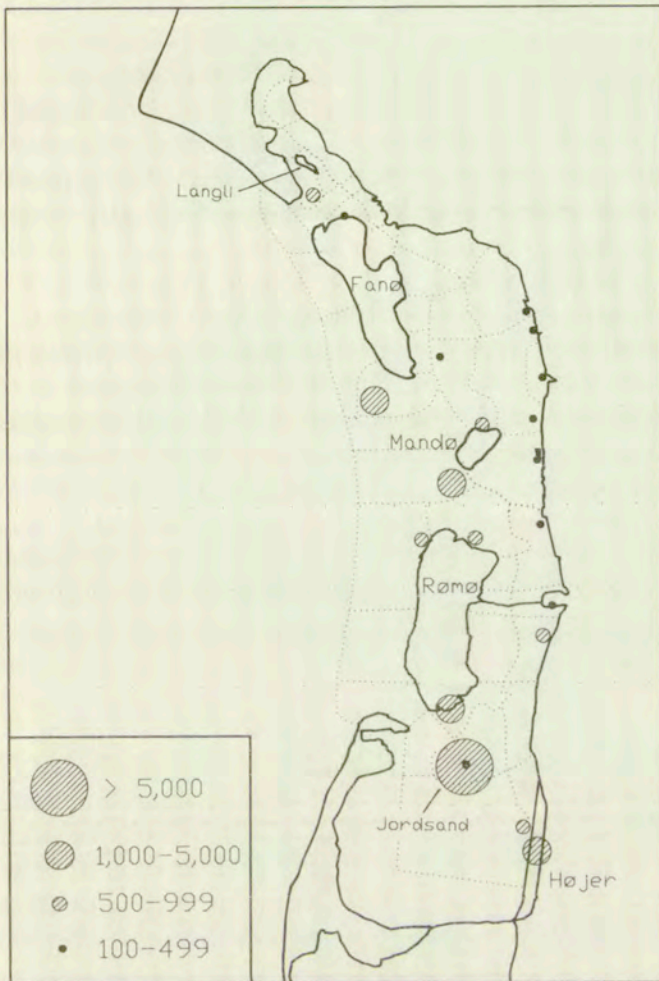 Langli
Fanø
Mandø
Rømø
Jordsand
Højer
> 5,000
1,000-5,000
500-999
100-499